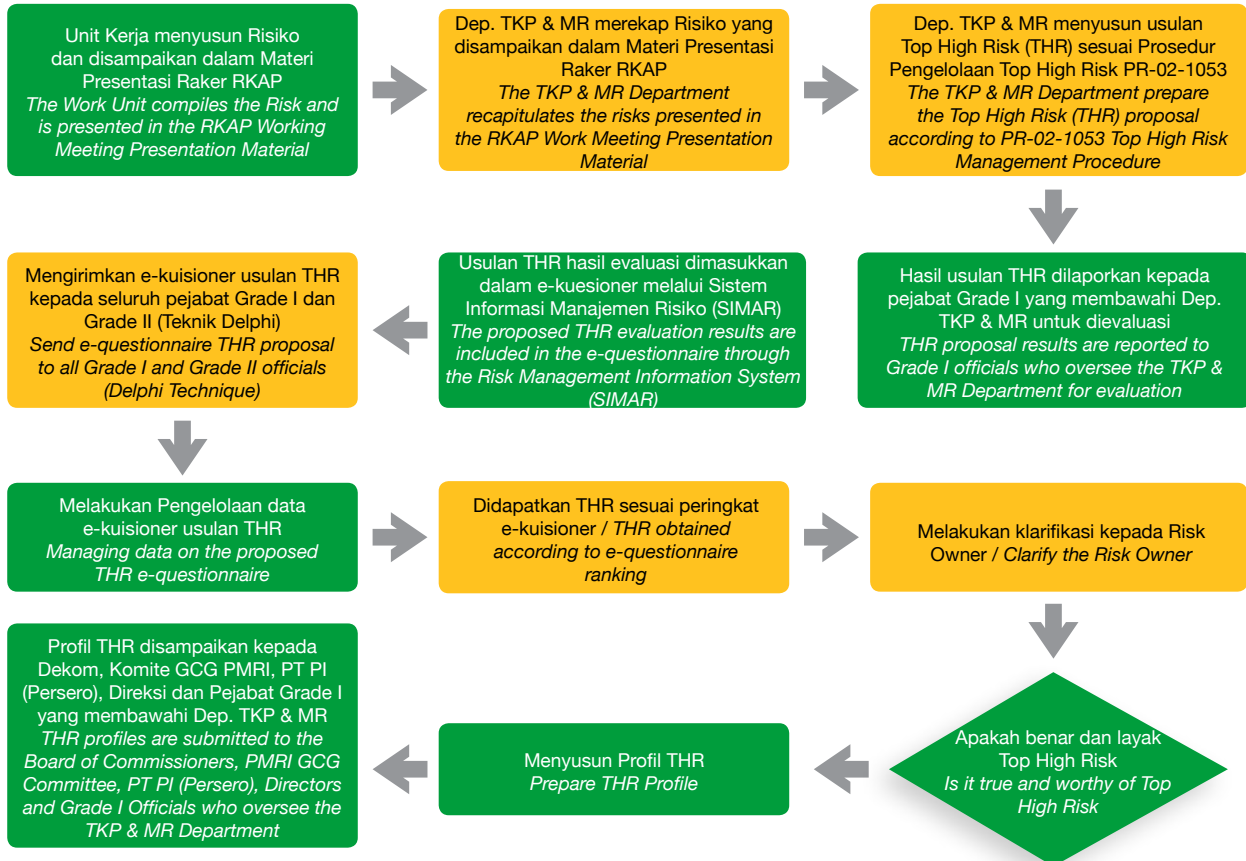 Unit Kerja menyusun Risiko
dan disampaikan dalam Materi
Presentasi Raker RKAP
The Work Unit compiles the Risk and
is presented in the RKAP Working
Meeting Presentation Material
Dep. TKP & MR merekap Risiko yang
disampaikan dalam Materi Presentasi
Raker RKAP
The TKP & MR Department
recapitulates the risks presented in
the RKAP Work Meeting Presentation
Material
Dep. TKP & MR menyusun usulan
Top High Risk (THR) sesuai Prosedur
Pengelolaan Top High Risk PR-02-1053
The TKP & MR Department prepare
the Top High Risk (THR) proposal
according to PR-02-1053 Top High Risk
Management Procedure
Hasil usulan THR dilaporkan kepada
pejabat Grade I yang membawahi Dep.
TKP & MR untuk dievaluasi
THR proposal results are reported to
Grade I officials who oversee the TKP &
MR Department for evaluation
Usulan THR hasil evaluasi dimasukkan
dalam e-kuesioner melalui Sistem
Informasi Manajemen Risiko (SIMAR)
The proposed THR evaluation results are
included in the e-questionnaire through
the Risk Management Information System
(SIMAR)
Mengirimkan e-kuisioner usulan THR
kepada seluruh pejabat Grade I dan
Grade II (Teknik Delphi)
Send e-questionnaire THR proposal
to all Grade I and Grade II officials
(Delphi Technique)
Melakukan Pengelolaan data
e-kuisioner usulan THR
Managing data on the proposed
THR e-questionnaire
Didapatkan THR sesuai peringkat
e-kuisioner / THR obtained
according to e-questionnaire
ranking
Melakukan klarifikasi kepada Risk
Owner / Clarify the Risk Owner
Apakah benar dan layak
Top High Risk
Is it true and worthy of Top
High Risk
Menyusun Profil THR
Prepare THR Profile
Profil THR disampaikan kepada
Dekom, Komite GCG PMRI, PT PI
(Persero), Direksi dan Pejabat Grade I
yang membawahi Dep. TKP & MR
THR profiles are submitted to the
Board of Commissioners, PMRI GCG
Committee, PT PI (Persero), Directors
and Grade I Officials who oversee the
TKP & MR Department